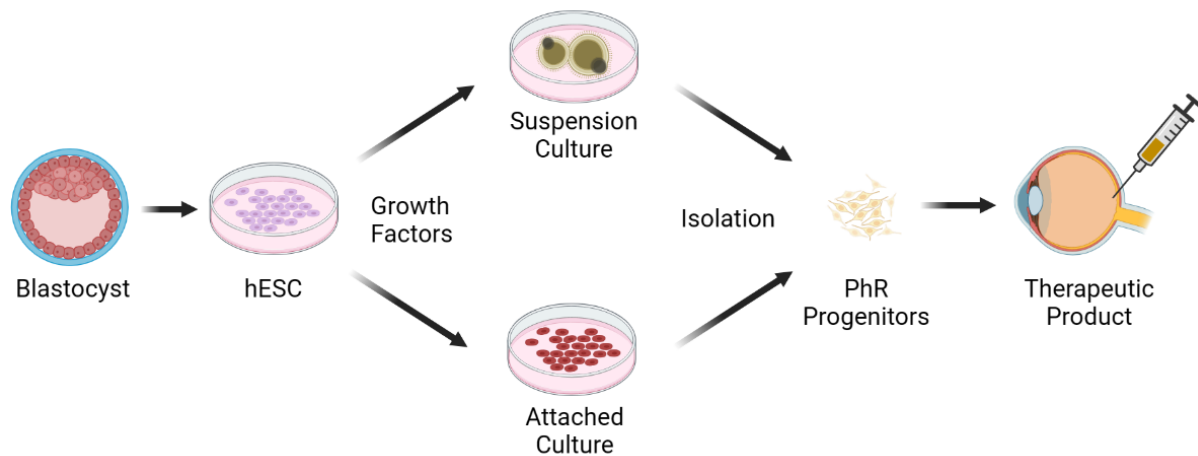 Blastocyst
hESC
Growth
Factors
Suspension
Culture
Attached
Culture
Isolation
PhR
Progenitors
Therapeutic
Product